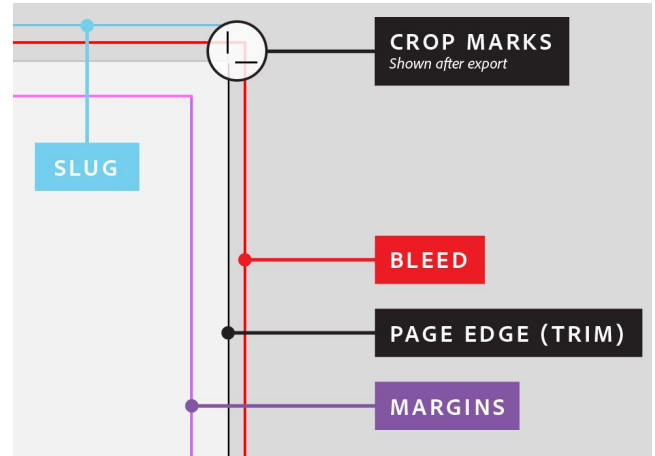 CROP MARKS
Shown after export
SLUG
BLEED
PAGE EDGE (TRIM)
MARGINS